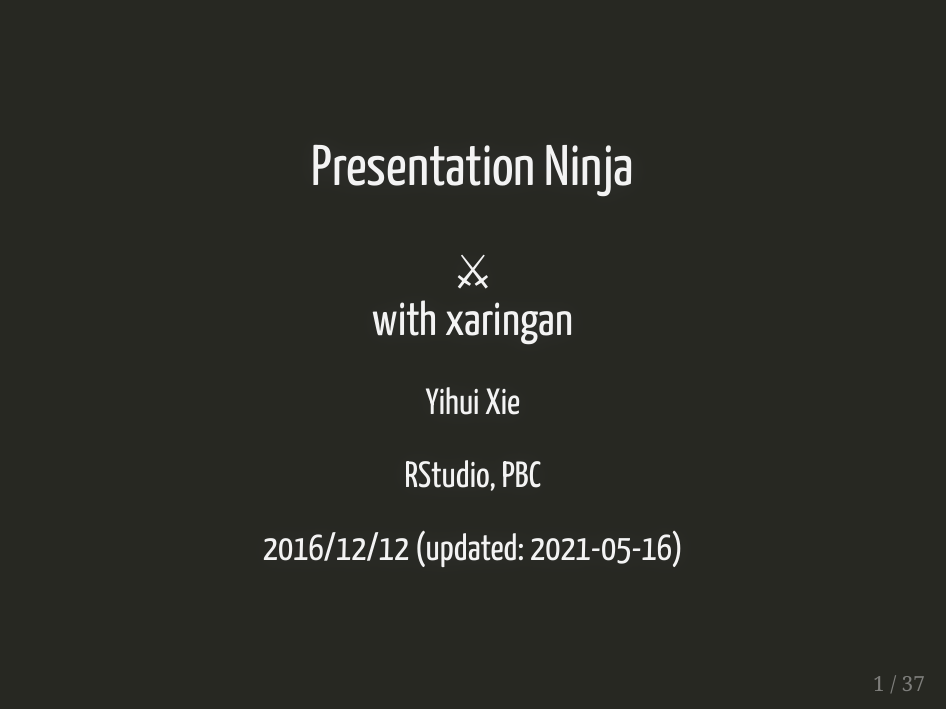 Presentation Ninja
⚔
with xaringan
Yihui Xie
RStudio, PBC
2016/12/12 (updated: 2021-05-16)
1 / 37